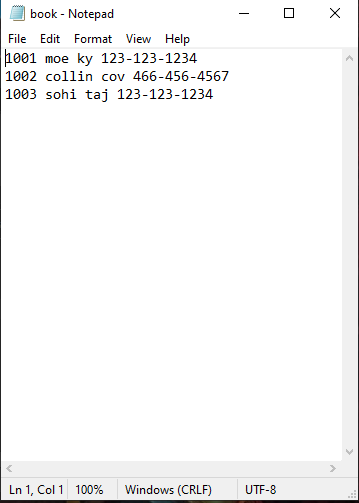 book - Notepad
File Edit Format View Help
1001 moe ky 123-123-1234
1002 collin cov 466-456-4567
1003 sohi taj 123-123-1234
Ln 1, Col 1 100% Windows (CRLF) UTF-8